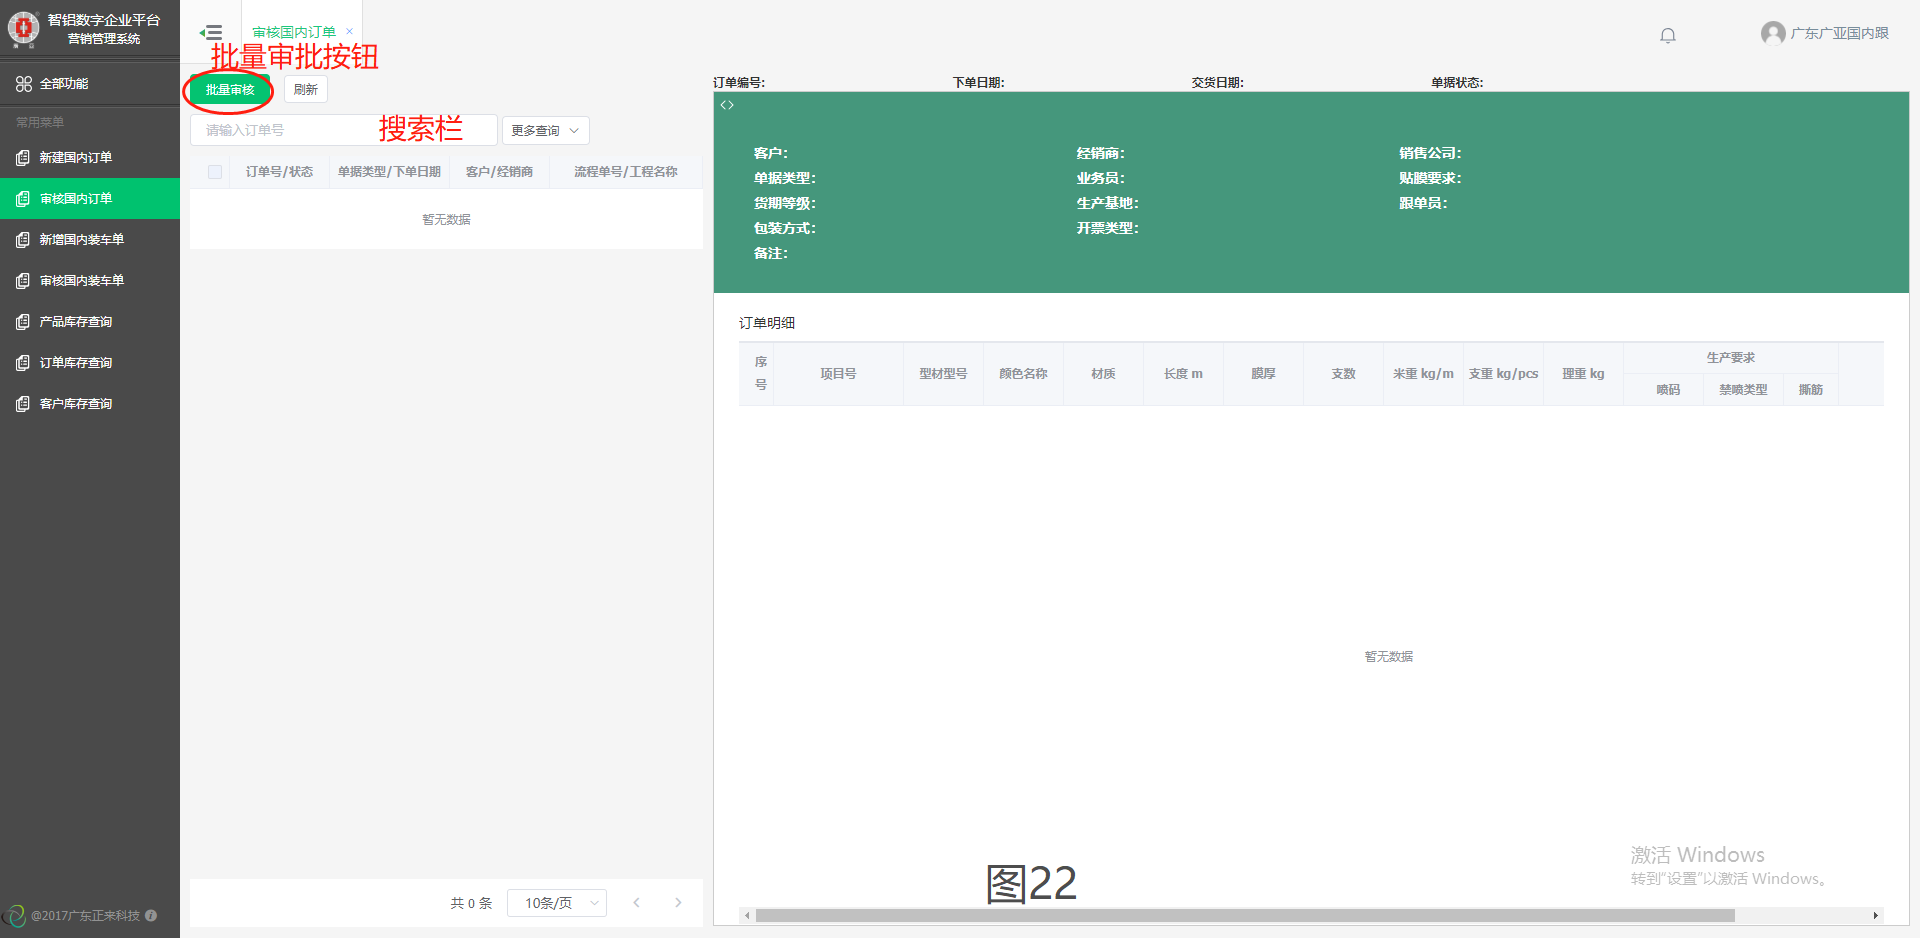 智铝数字企业平台
营销管理系统
全部功能
常用菜单
新建国内订单
审核国内订单
新增国内装车单
审核国内装车单
产品库存查询
订单库存查询
客户库存查询
@2017广东正来科技
审核国内订单 ×
广东广亚国内跟
批量审批按钮
批量审核 刷新
请输入订单号 搜索栏 更多查询
订单号/状态 单据类型/下单日期 客户/经销商 流程单号/工程名称
暂无数据
共 0 条 10条/页
订单编号: 下单日期: 交货日期: 单据状态:
客户: 经销商: 销售公司:
单据类型: 业务员: 贴膜要求:
货期等级: 生产基地: 跟单员:
包装方式: 开票类型:
备注:
订单明细
序号 项目号 型材型号 颜色名称 材质 长度 m 膜厚 支数 米重 kg/m 支重 kg/pcs 理重 kg 生产要求
喷码 禁喷类型 撕筋
暂无数据
激活 Windows
转到“设置”以激活 Windows。
图22